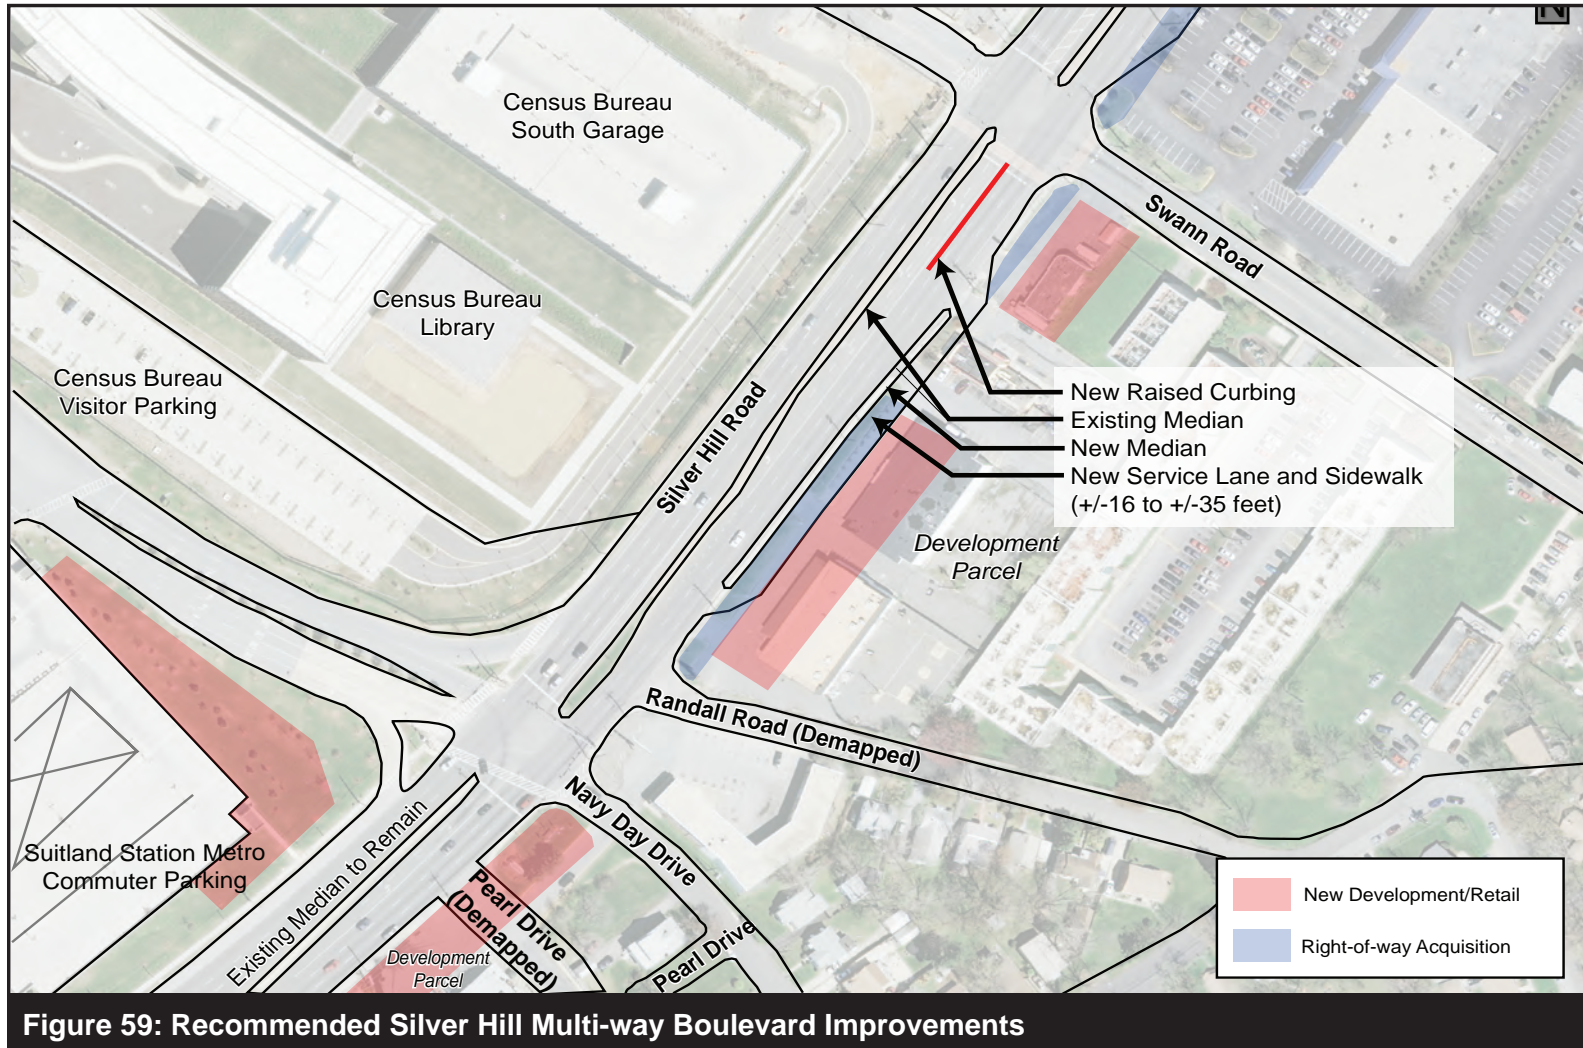 N
Census Bureau
South Garage
Swann Road
Census Bureau
Library
Census Bureau
Visitor Parking
Silver Hill Road
New Raised Curbing
Existing Median
New Median
New Service Lane and Sidewalk
(+/-16 to +/-35 feet)
Development
Parcel
Randall Road (Demapped)
Navy Day Drive
Suitland Station Metro
Commuter Parking
Existing Median to Remain
Pearl Drive
(Demapped)
Pearl Drive
Development
Parcel
New Development/Retail
Right-of-way Acquisition
Figure 59: Recommended Silver Hill Multi-way Boulevard Improvements